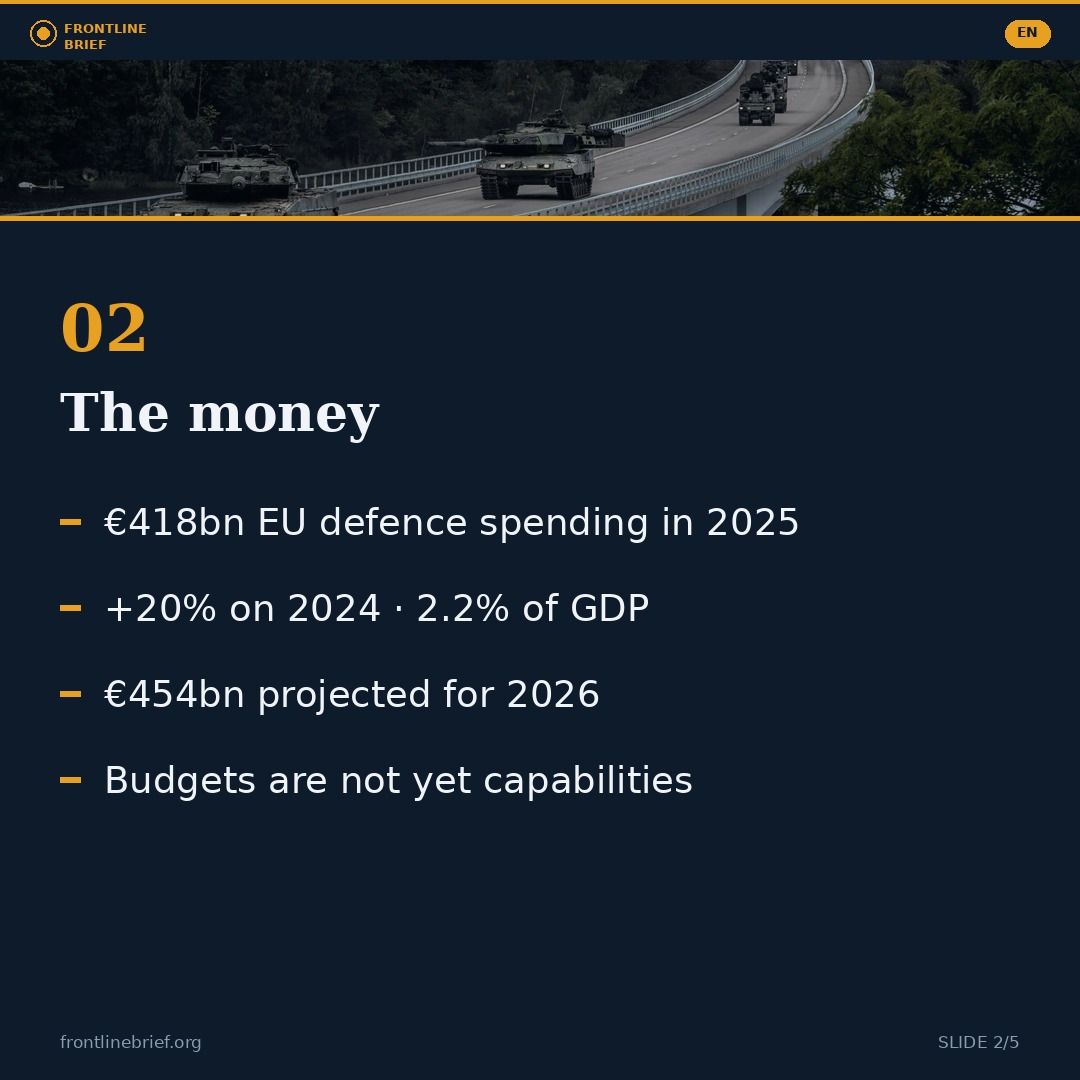 FRONTLINE
BRIEF
EN
02
The money
€418bn EU defence spending in 2025
+20% on 2024 · 2.2% of GDP
€454bn projected for 2026
Budgets are not yet capabilities
frontlinebrief.org
SLIDE 2/5